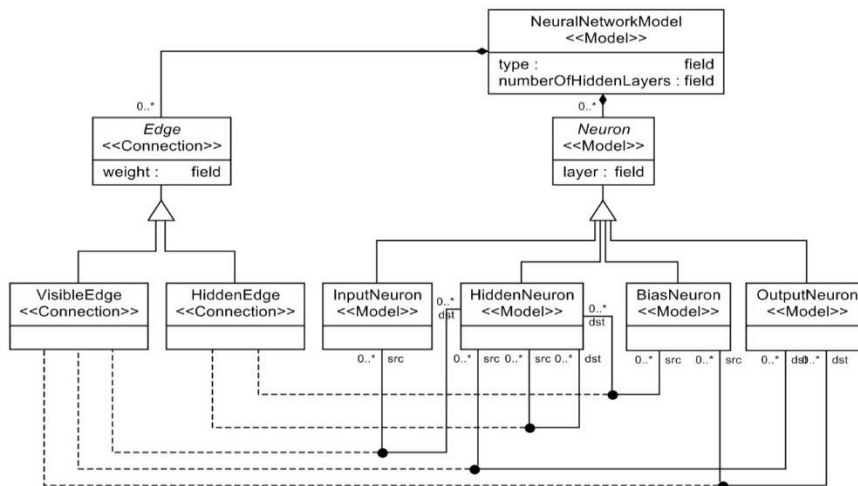 NeuralNetworkModel
<<Model>>
type : field
numberOfHiddenLayers : field
0..* 0..*
Edge
<<Connection>>
weight : field
Neuron
<<Model>>
layer : field
VisibleEdge
<<Connection>>
HiddenEdge
<<Connection>>
InputNeuron
<<Model>>
0..*
dst
HiddenNeuron
<<Model>>
0..*
dst
BiasNeuron
<<Model>>
OutputNeuron
<<Model>>
0..* src 0..* src 0..* src 0..* dst 0..* src 0..* src 0..* dst 0..* dst